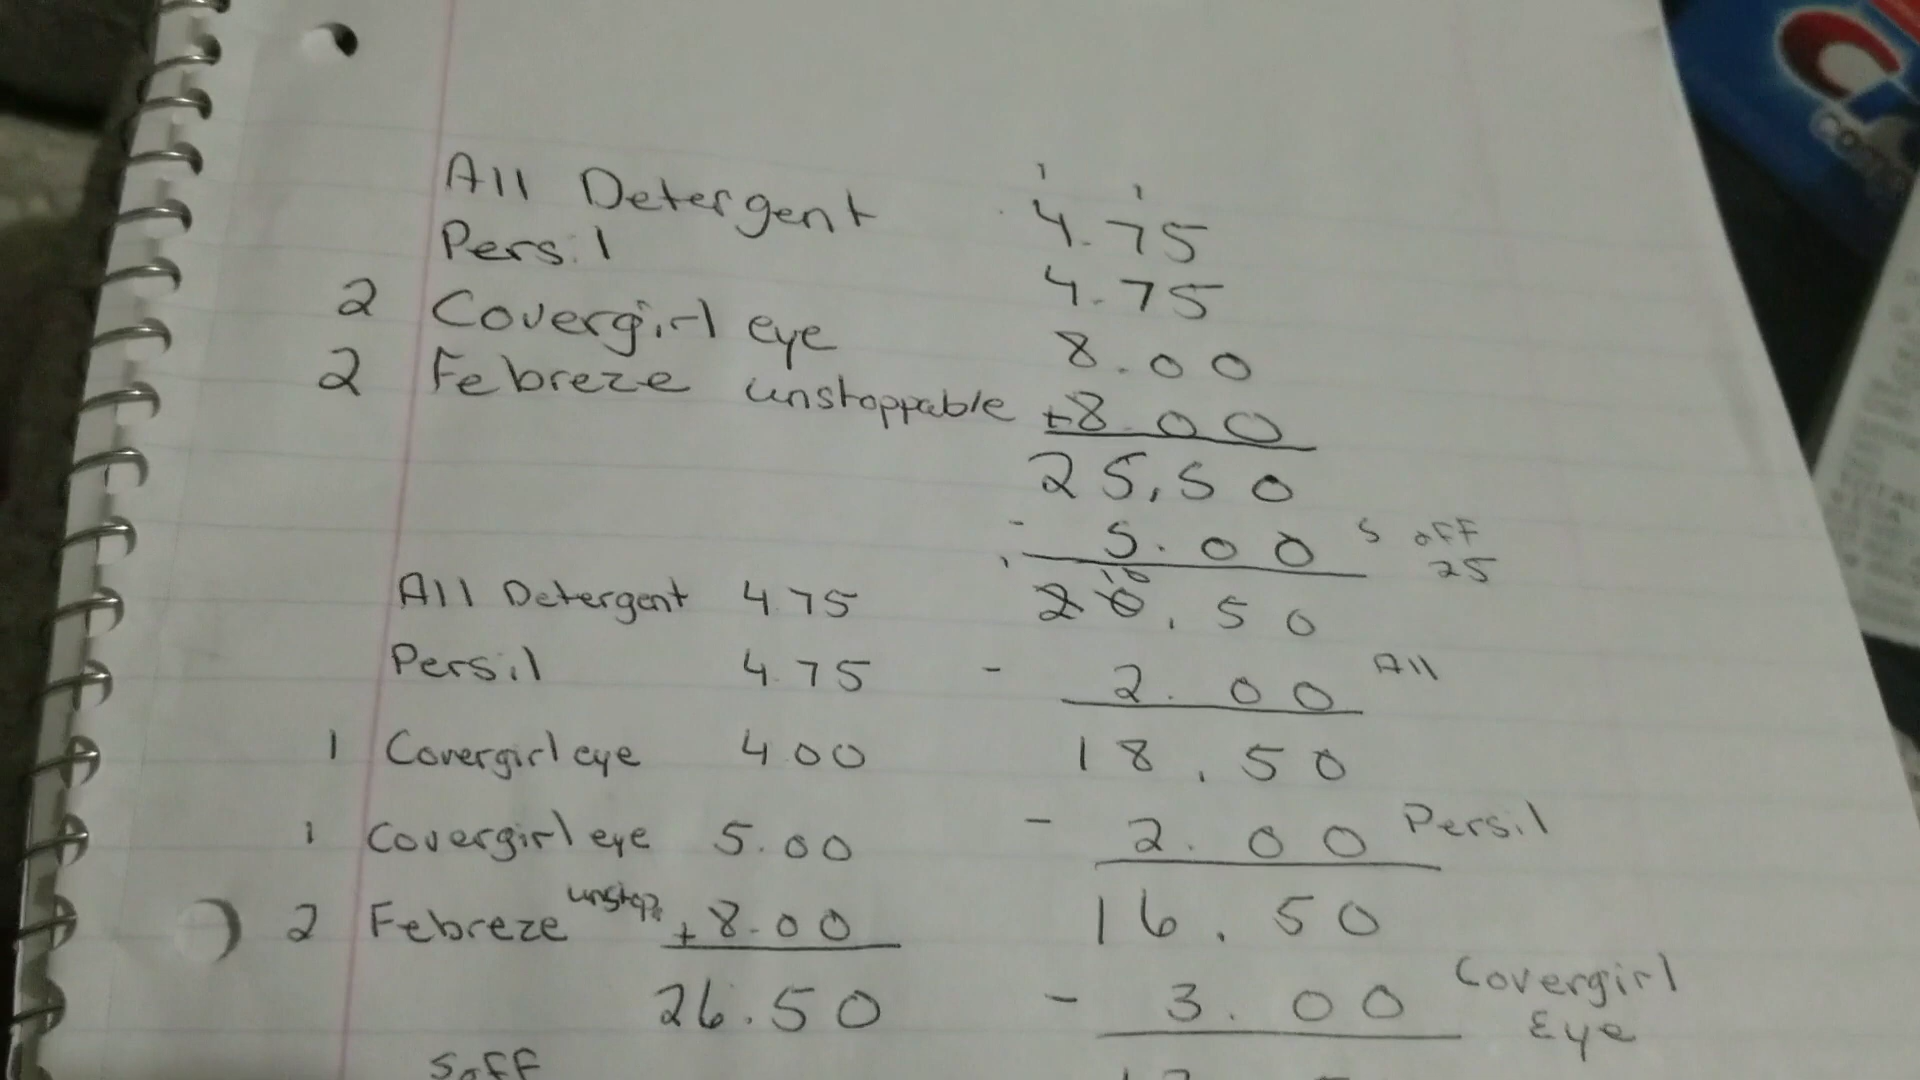 All Detergent 4.75
Persil 4.75
2 Covergirl eye 8.00
2 Febreze unstoppable +8.00
25.50
- 5.00 5 off 25
20.50
- 2.00 All
18.50
- 2.00 Persil
16.50
- 3.00 Covergirl Eye
All Detergent 4.75
Persil 4.75
1 Covergirl eye 4.00
1 Covergirl eye 5.00
2 Febreze unstop +8.00
26.50
5 off